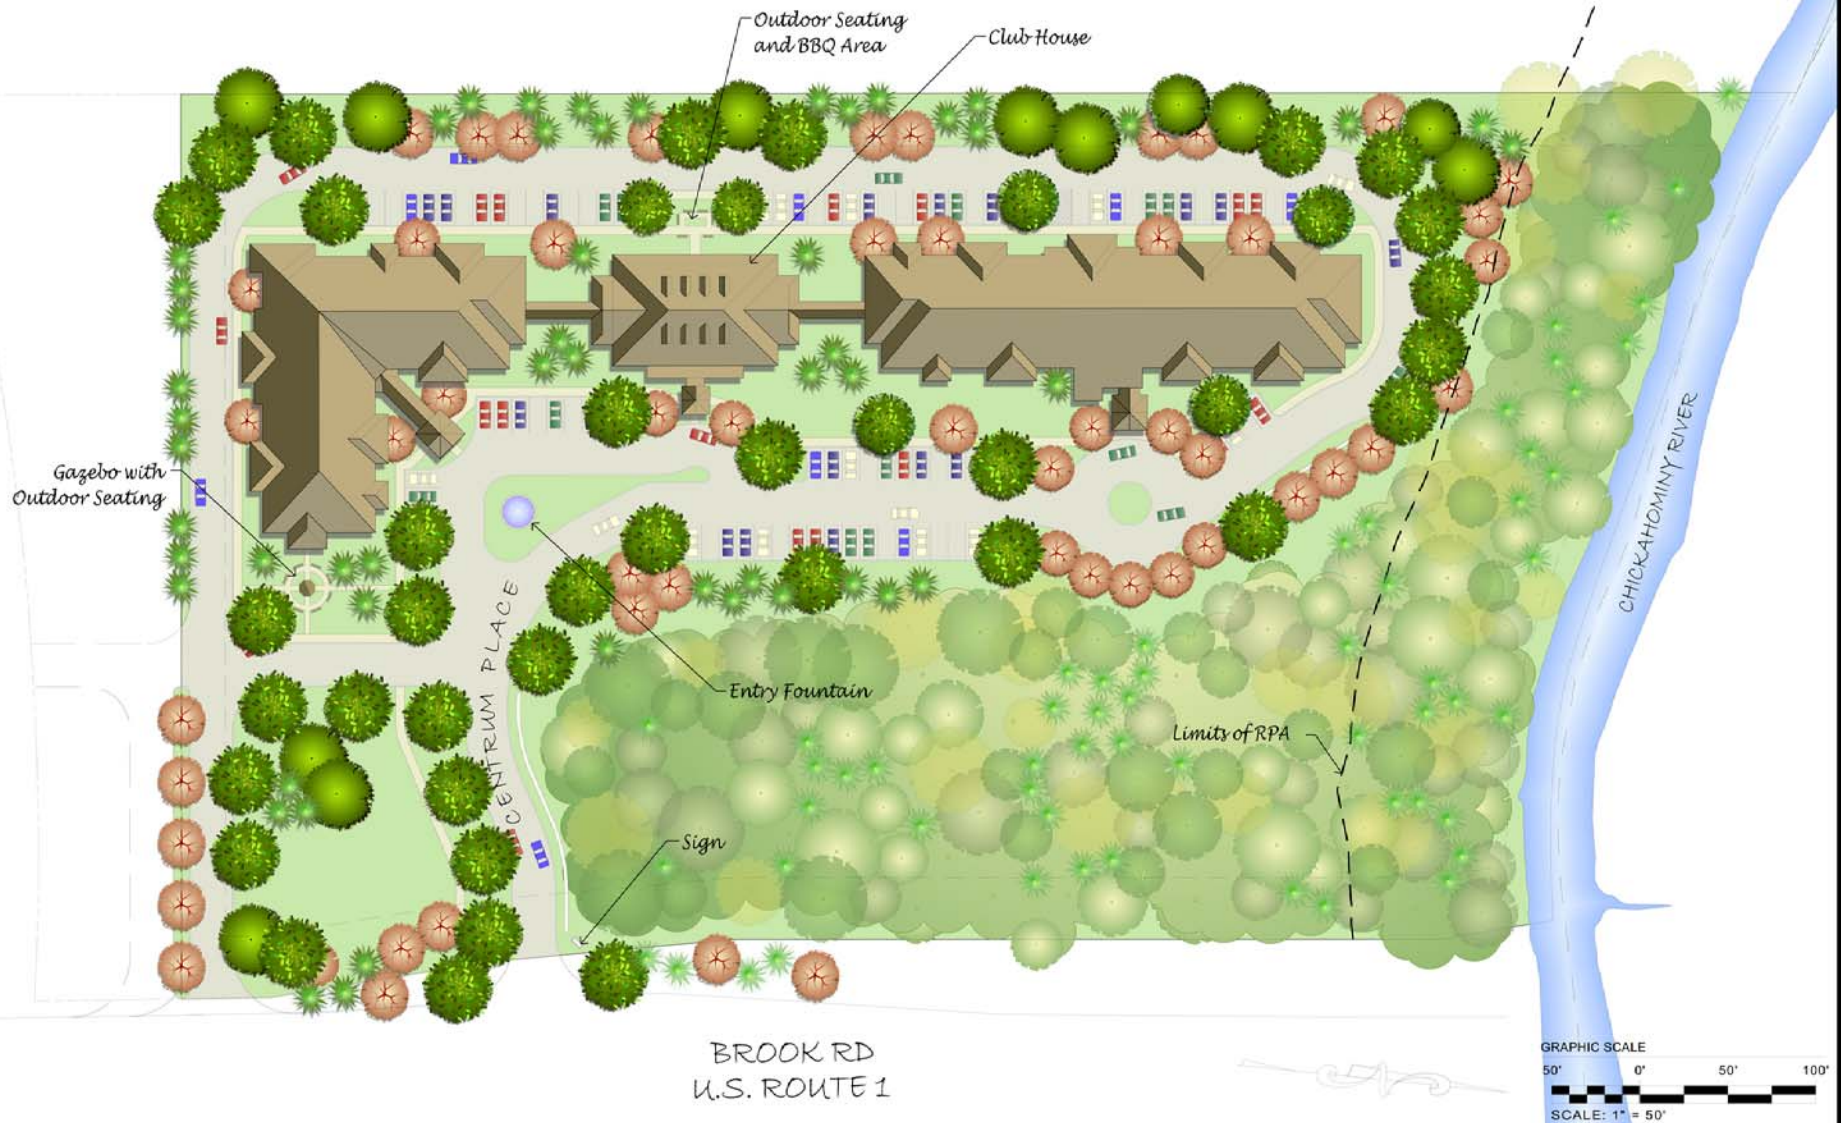 Outdoor Seating
and BBQ Area
Club House
Gazebo with
Outdoor Seating
CHICKAHOMINY RIVER
CENTRUM PLACE
Entry Fountain
Limits of RPA
Sign
BROOK RD
U.S. ROUTE 1
GRAPHIC SCALE
50' 0' 50' 100'
SCALE: 1" = 50'